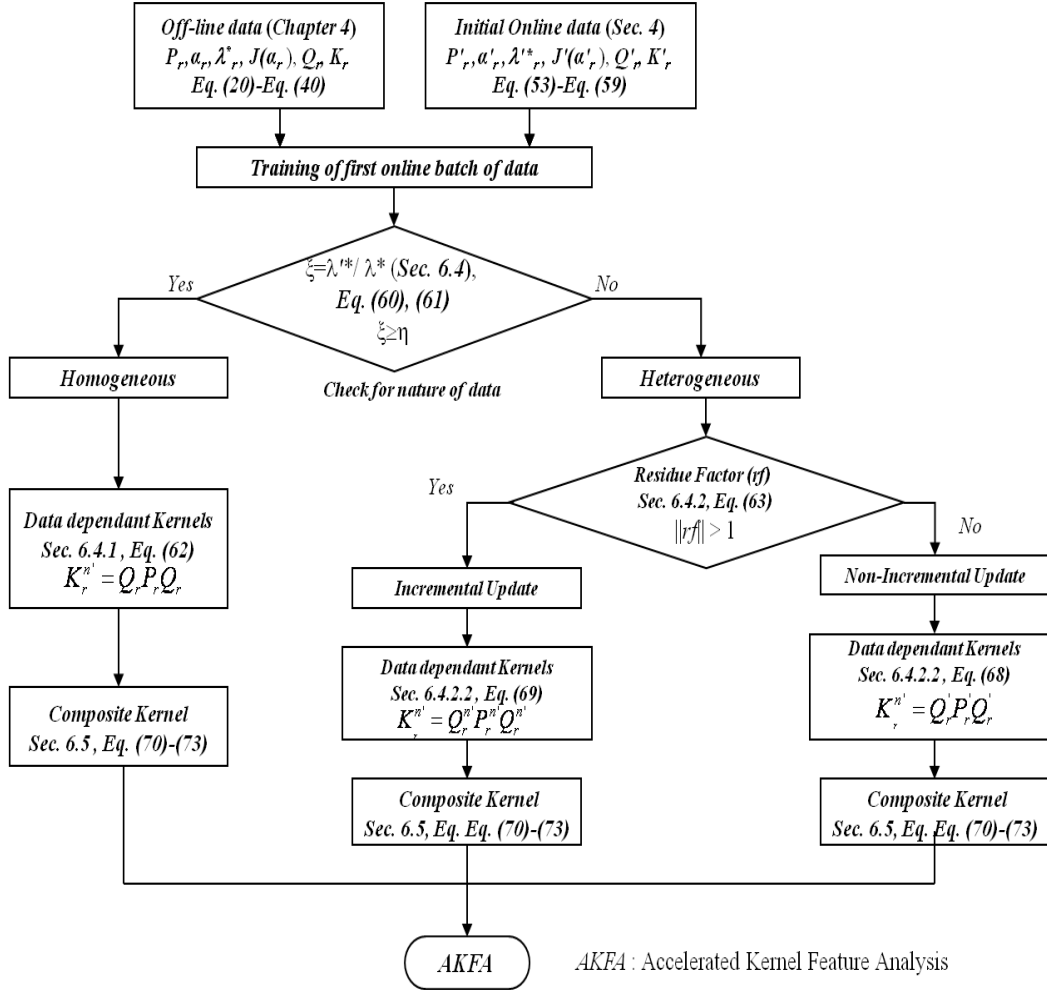 Off-line data (Chapter 4)
P_r, α_r, λ*_r, J(α_r), Q_r, K_r
Eq. (20)-Eq. (40)
Initial Online data (Sec. 4)
P'_r, α'_r, λ'*_r, J'(α'_r), Q'_r, K'_r
Eq. (53)-Eq. (59)
Training of first online batch of data
ξ=λ'*/ λ* (Sec. 6.4),
Eq. (60), (61)
ξ≥η
Yes
No
Check for nature of data
Homogeneous
Heterogeneous
Residue Factor (rf)
Sec. 6.4.2, Eq. (63)
||rf|| > 1
Yes
No
Data dependant Kernels
Sec. 6.4.1, Eq. (62)
K_r^{n'} = Q_r P_r Q_r
Incremental Update
Non-Incremental Update
Data dependant Kernels
Sec. 6.4.2.2, Eq. (69)
K_r^{n'} = Q_r^{n'} P_r^{n'} Q_r^{n'}
Data dependant Kernels
Sec. 6.4.2.2, Eq. (68)
K_r^{n'} = Q'_r P'_r Q'_r
Composite Kernel
Sec. 6.5, Eq. (70)-(73)
Composite Kernel
Sec. 6.5, Eq. Eq. (70)-(73)
Composite Kernel
Sec. 6.5, Eq. Eq. (70)-(73)
AKFA
AKFA : Accelerated Kernel Feature Analysis